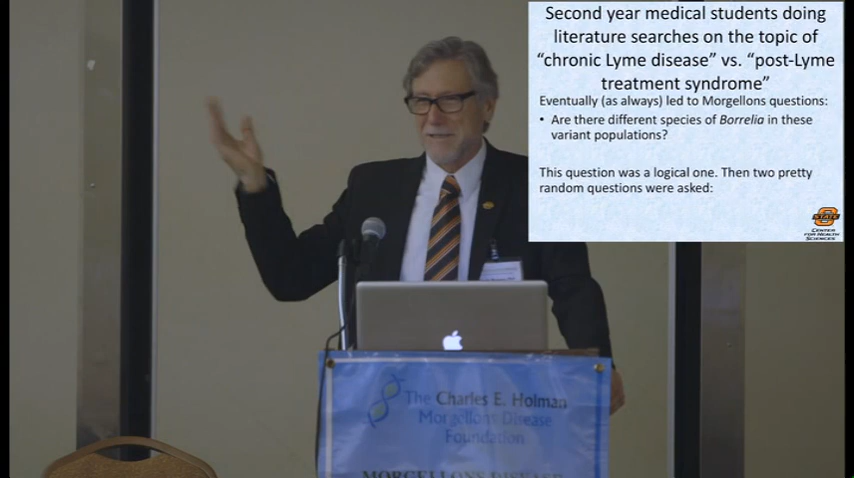 Second year medical students doing
literature searches on the topic of
“chronic Lyme disease” vs. “post-Lyme
treatment syndrome”
Eventually (as always) led to Morgellons questions:
• Are there different species of Borrelia in these
variant populations?
This question was a logical one. Then two pretty
random questions were asked:
STATE
CENTER
FOR HEALTH
SCIENCES
The Charles E. Holman
Morgellons Disease
Foundation
MORGELLONS DISEASE